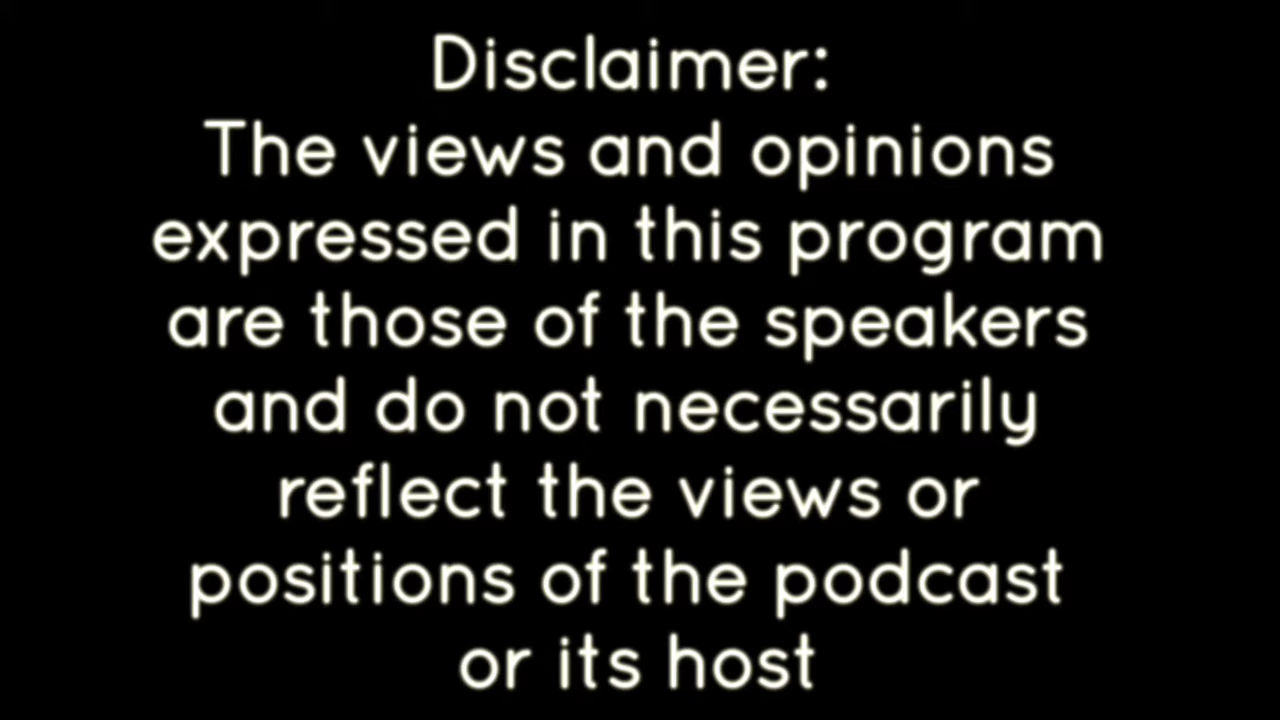 Disclaimer:
The views and opinions
expressed in this program
are those of the speakers
and do not necessarily
reflect the views or
positions of the podcast
or its host